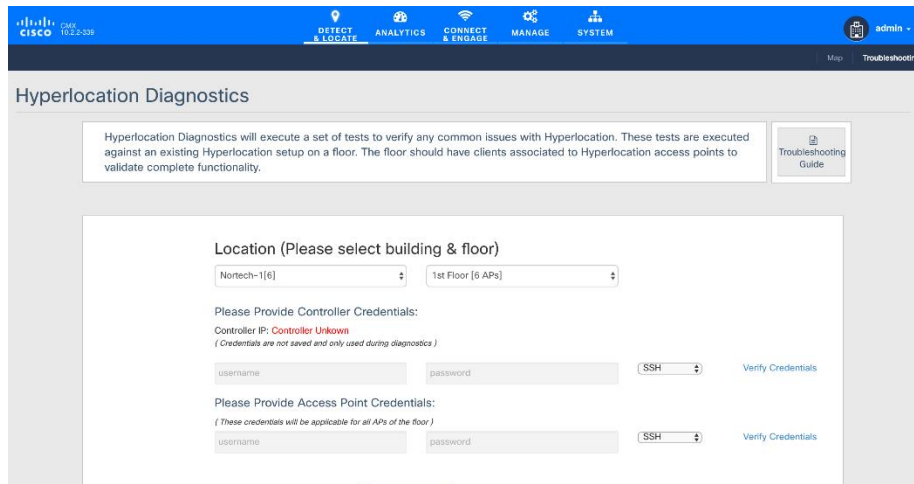 CISCO CMX 10.2.2-339
DETECT & LOCATE
ANALYTICS
CONNECT & ENGAGE
MANAGE
SYSTEM
admin
Map Troubleshootin
Hyperlocation Diagnostics
Hyperlocation Diagnostics will execute a set of tests to verify any common issues with Hyperlocation. These tests are executed
against an existing Hyperlocation setup on a floor. The floor should have clients associated to Hyperlocation access points to
validate complete functionality.
Troubleshooting
Guide
Location (Please select building & floor)
Nortech-1[6] 1st Floor [6 APs]
Please Provide Controller Credentials:
Controller IP: Controller Unkown
( Credentials are not saved and only used during diagnostics )
username password SSH Verify Credentials
Please Provide Access Point Credentials:
( These credentials will be applicable for all APs of the floor )
username password SSH Verify Credentials